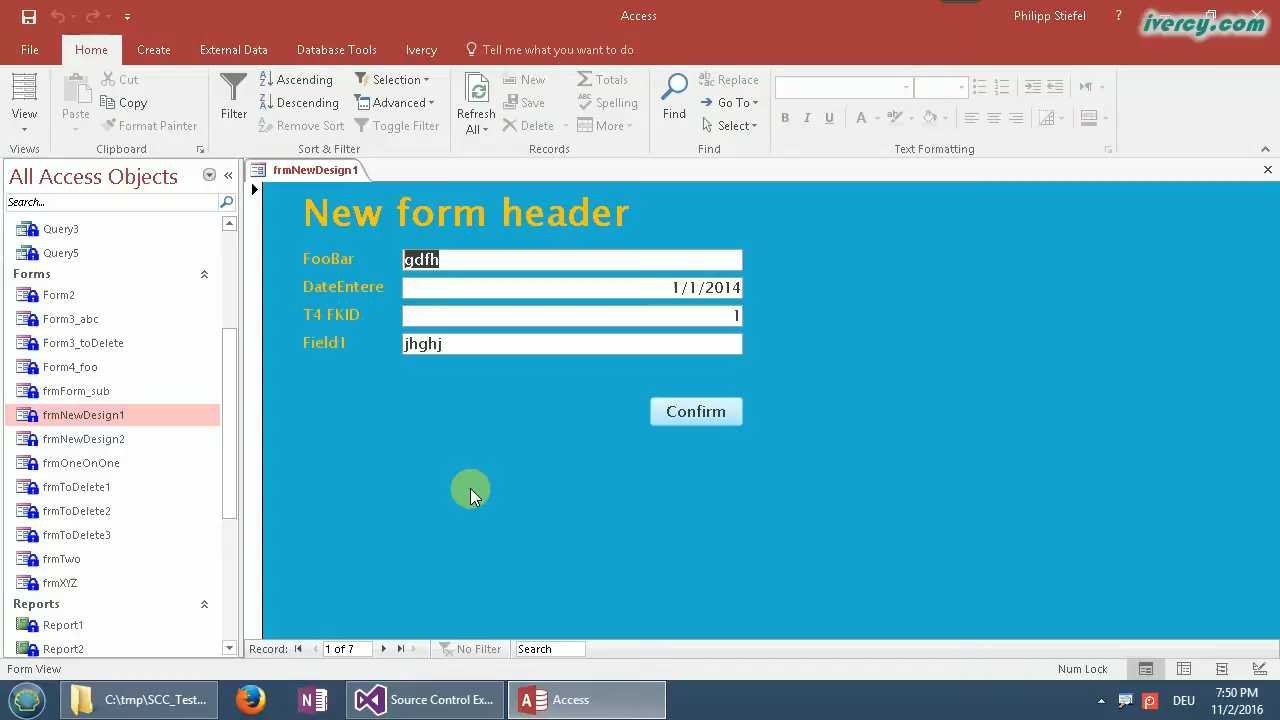 Access
Philipp Stiefel
?
ivercy.com
File
Home
Create
External Data
Database Tools
Ivercy
Tell me what you want to do
View
Views
Paste
Cut
Copy
Format Painter
Clipboard
Filter
Ascending
Descending
Selection
Advanced
Toggle Filter
Sort & Filter
Refresh
All
New
Save
Delete
Totals
Spelling
More
Records
Find
Replace
Go To
Select
Find
B I U
A
Text Formatting
All Access Objects
Search...
Query3
Query5
Forms
Form2
Form3_abc
Form3_toDelete
Form4_foo
frmForm_sub
frmNewDesign1
frmNewDesign2
frmOneOnOne
frmToDelete1
frmToDelete2
frmToDelete3
frmTwo
frmXYZ
Reports
Report1
Report2
frmNewDesign1
New form header
FooBar gdfh
DateEntere 1/1/2014
T4 FKID 1
Field1 jhghj
Confirm
Record: 1 of 7 No Filter Search
Form View
Num Lock
C:\tmp\SCC_Test...
Source Control Ex...
Access
DEU
7:50 PM
11/2/2016